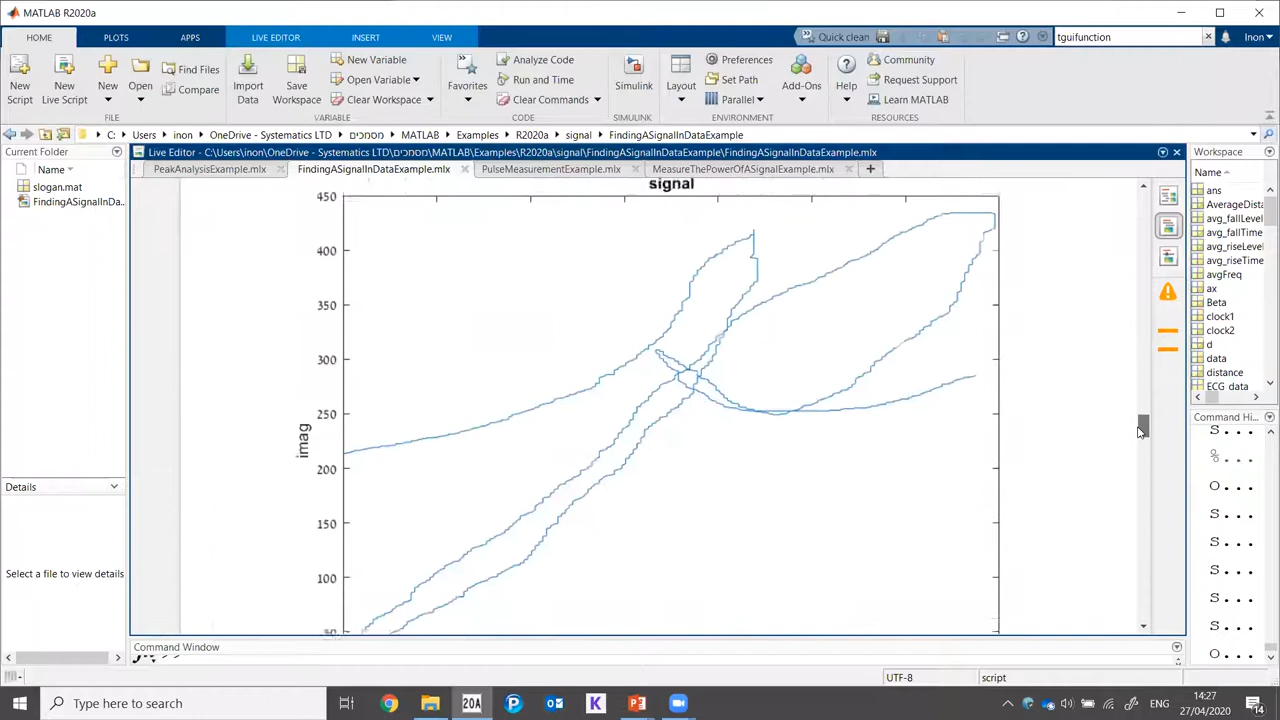 MATLAB R2020a
HOME PLOTS APPS LIVE EDITOR INSERT VIEW Quick clean tguifunction Inon
New Script
New Live Script
New
Open
Find Files
Compare
FILE
Import Data
Save Workspace
New Variable
Open Variable
Clear Workspace
VARIABLE
Favorites
Analyze Code
Run and Time
Clear Commands
CODE
Simulink
SIMULINK
Layout
Preferences
Set Path
Parallel
Add-Ons
ENVIRONMENT
Help
Community
Request Support
Learn MATLAB
RESOURCES
C: Users inon OneDrive - Systematics LTD מסמכים MATLAB Examples R2020a signal FindingASignalInDataExample
Current Folder
Name
slogan.mat
FindingASignalInDa...
Details
Select a file to view details
Live Editor - C:\Users\inon\OneDrive - Systematics LTD\מסמכים\MATLAB\Examples\R2020a\signal\FindingASignalInDataExample\FindingASignalInDataExample.mlx
PeakAnalysisExample.mlx FindingASignalInDataExample.mlx PulseMeasurementExample.mlx MeasureThePowerOfASignalExample.mlx
signal
450
400
350
300
250
200
150
100
50
imag
Workspace
Name
ans
AverageDista
avg_fallLevel
avg_fallTime
avg_riseLeve
avg_riseTime
avgFreq
ax
Beta
clock1
clock2
d
data
distance
ECG_data
Command Hi...
S...
%...
O...
S...
S...
S...
S...
S...
O...
Command Window
UTF-8 script
Type here to search
20A
ENG
14:27
27/04/2020
14